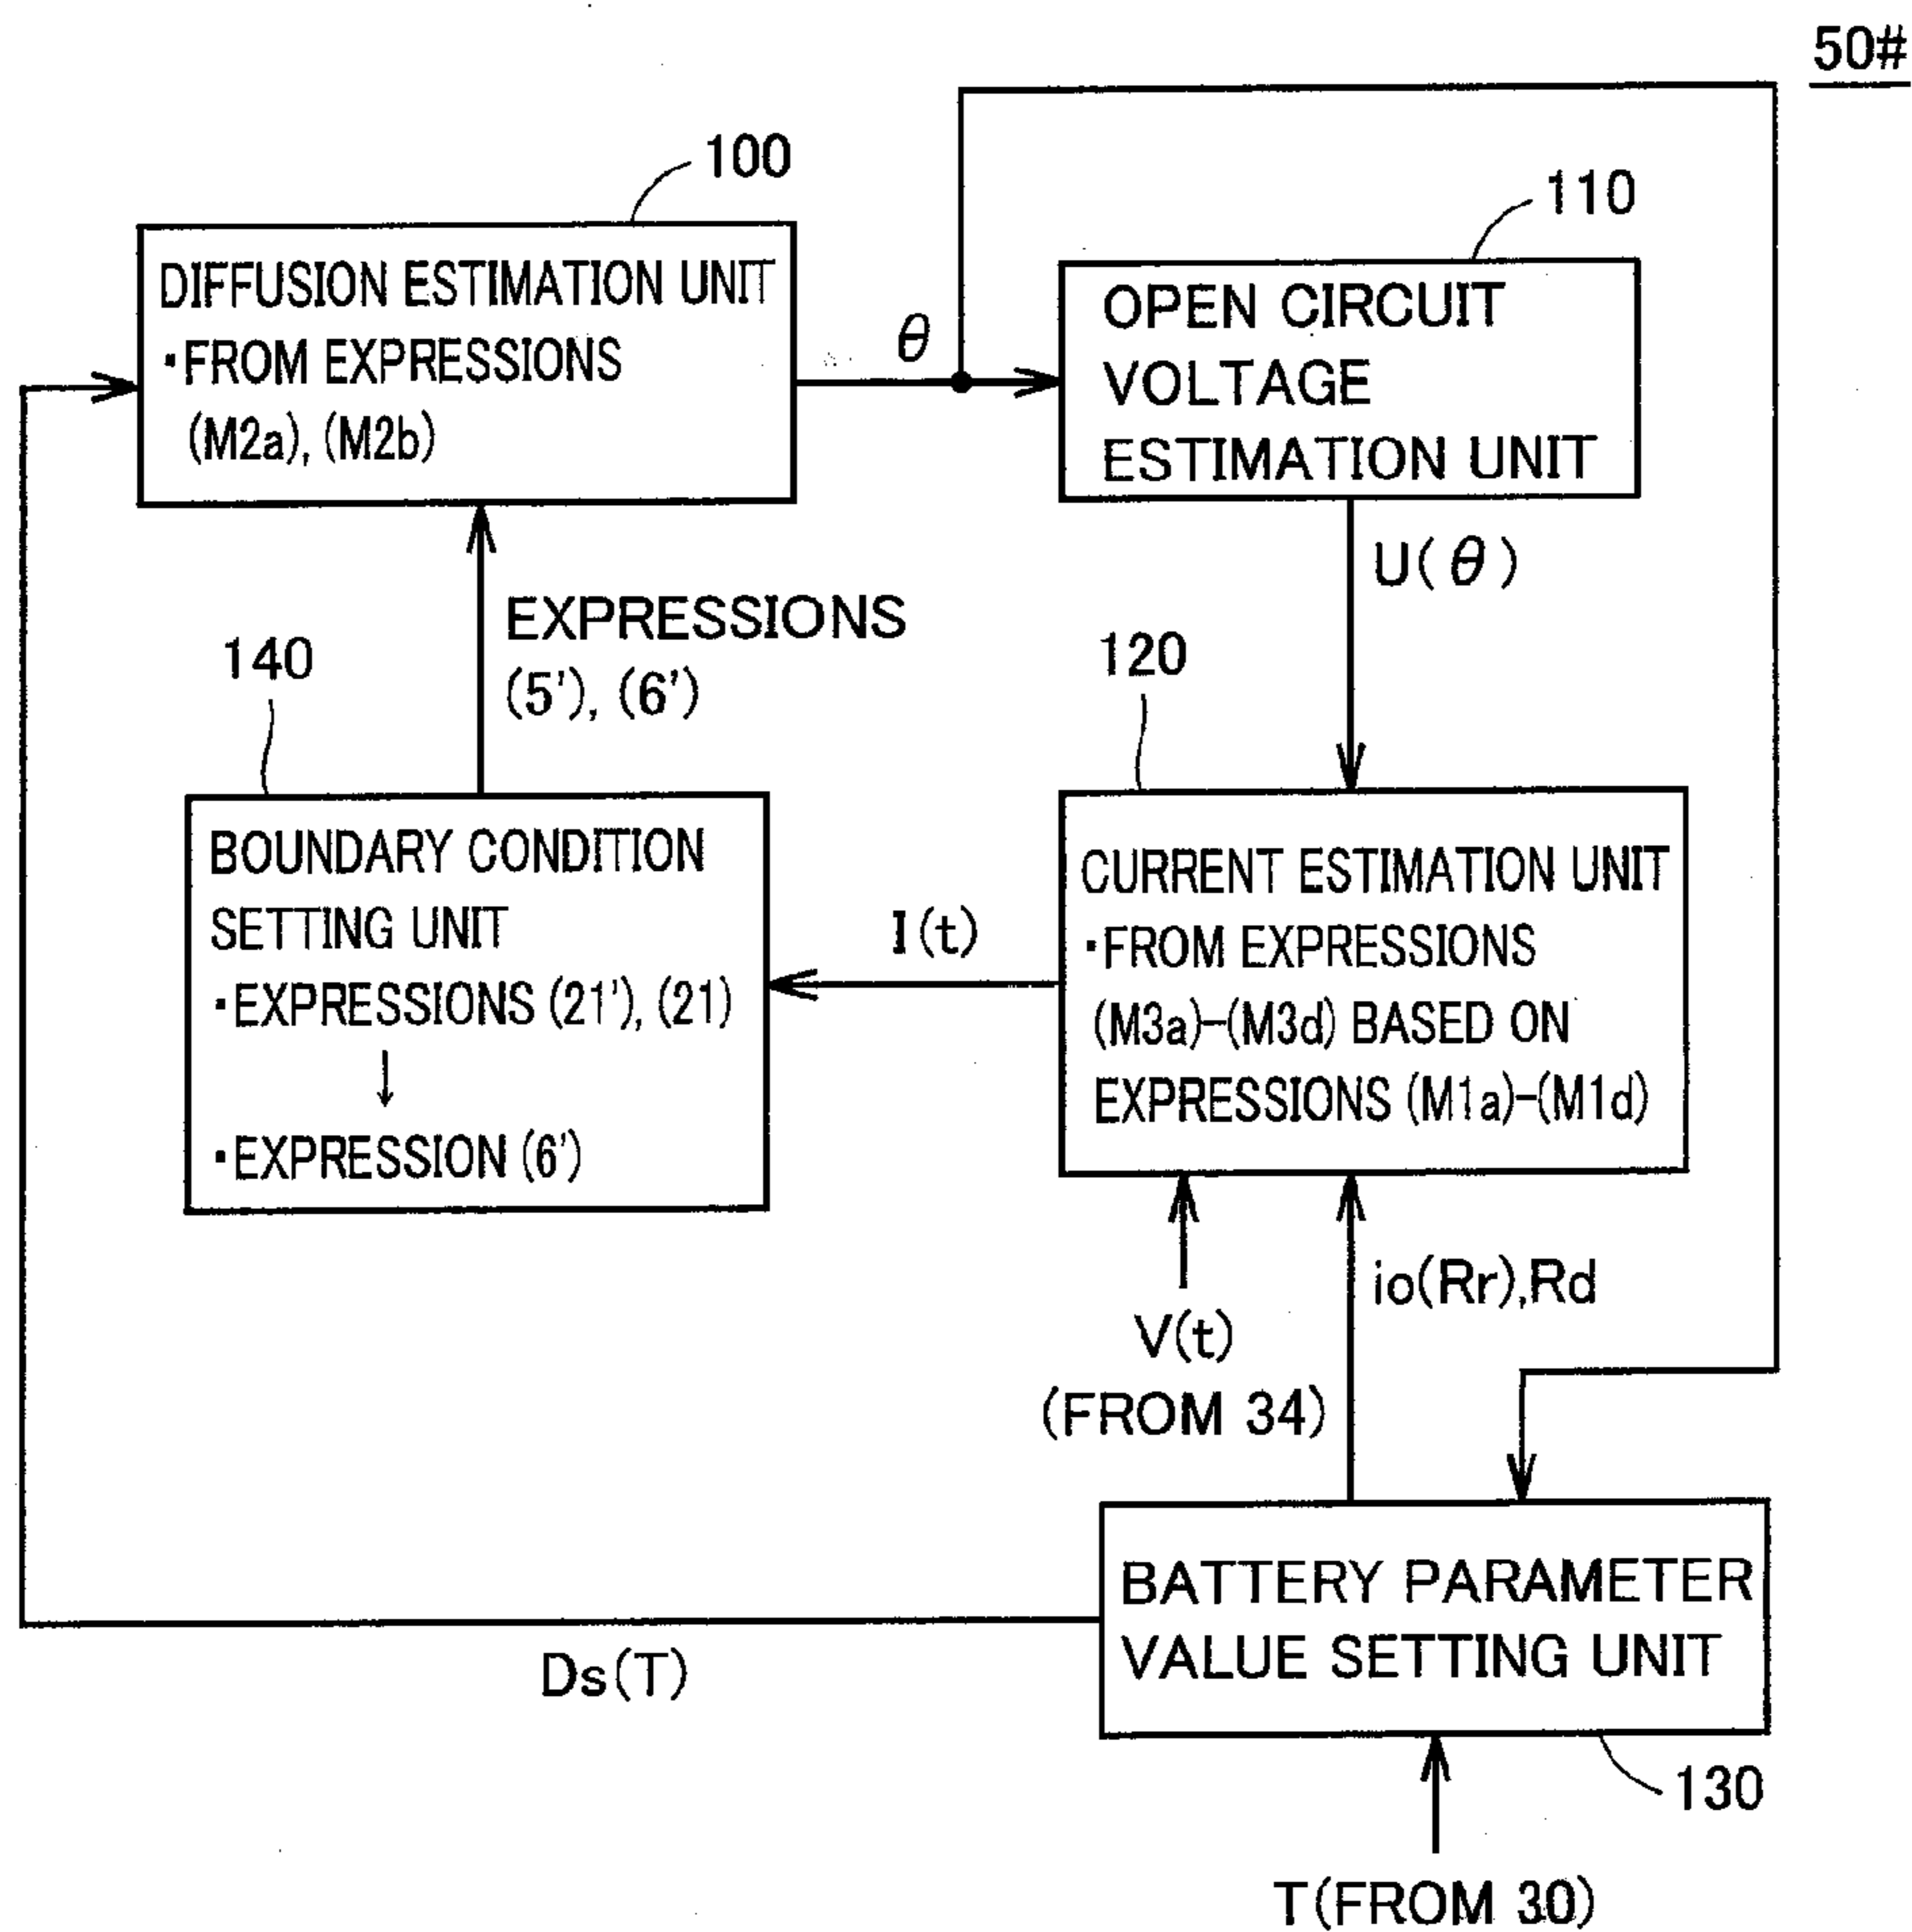 50#
100
110
DIFFUSION ESTIMATION UNIT
・FROM EXPRESSIONS
(M2a), (M2b)
θ
OPEN CIRCUIT
VOLTAGE
ESTIMATION UNIT
U(θ)
EXPRESSIONS
(5'), (6')
140
120
BOUNDARY CONDITION
SETTING UNIT
・EXPRESSIONS (21'), (21)
↓
・EXPRESSION (6')
I(t)
CURRENT ESTIMATION UNIT
・FROM EXPRESSIONS
(M3a)-(M3d) BASED ON
EXPRESSIONS (M1a)-(M1d)
V(t)
(FROM 34)
io(Rr),Rd
BATTERY PARAMETER
VALUE SETTING UNIT
Ds(T)
130
T(FROM 30)